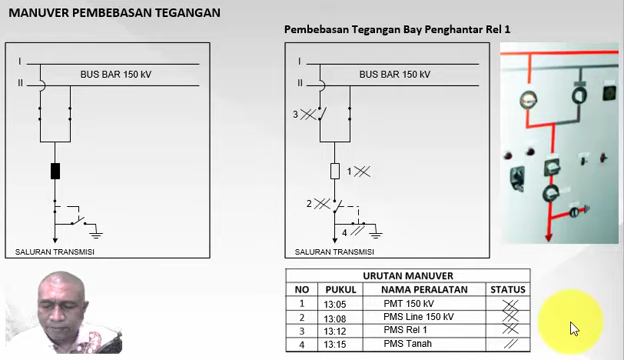 MANUVER PEMBEBASAN TEGANGAN
Pembebasan Tegangan Bay Penghantar Rel 1
I
BUS BAR 150 kV
II
SALURAN TRANSMISI
I
BUS BAR 150 kV
II
3
1
2
4
SALURAN TRANSMISI
URUTAN MANUVER
NO PUKUL NAMA PERALATAN STATUS
1 13:05 PMT 150 kV
2 13:08 PMS Line 150 kV
3 13:12 PMS Rel 1
4 13:15 PMS Tanah